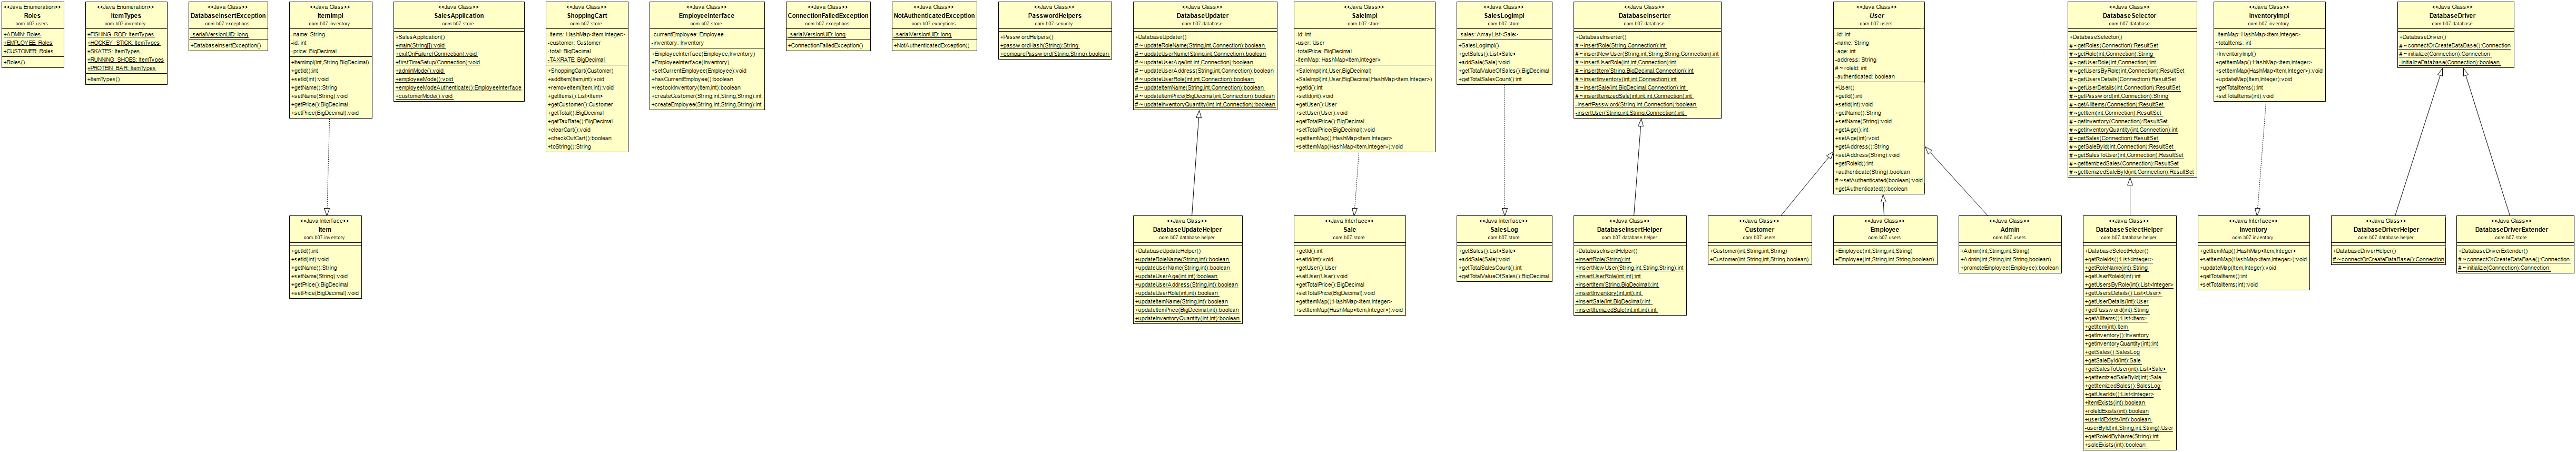 <<Java Enumeration>>
Roles
com.b07.users
+ADMIN: Roles
+EMPLOYEE: Roles
+CUSTOMER: Roles
+Roles()
<<Java Enumeration>>
ItemTypes
com.b07.inventory
+FISHING_ROD: ItemTypes
+HOCKEY_STICK: ItemTypes
+SKATES: ItemTypes
+RUNNING_SHOES: ItemTypes
+PROTEIN_BAR: ItemTypes
+ItemTypes()
<<Java Class>>
DatabaseInsertException
com.b07.exceptions
-serialVersionUID: long
+DatabaseInsertException()
<<Java Class>>
ItemImpl
com.b07.inventory
-name: String
-id: int
-price: BigDecimal
+ItemImpl(int,String,BigDecimal)
+getId():int
+setId(int):void
+getName():String
+setName(String):void
+getPrice():BigDecimal
+setPrice(BigDecimal):void
<<Java Class>>
SalesApplication
com.b07.store
+SalesApplication()
+main(String[]):void
+exitOnFailure(Connection):void
+firstTimeSetup(Connection):void
+adminMode():void
+employeeMode():void
+employeeModeAuthenticate():EmployeeInterface
+customerMode():void
<<Java Class>>
ShoppingCart
com.b07.store
-items: HashMap<Item,Integer>
-customer: Customer
-total: BigDecimal
-TAXRATE: BigDecimal
+ShoppingCart(Customer)
+addItem(Item,int):void
+removeItem(Item,int):void
+getItems():List<Item>
+getCustomer():Customer
+getTotal():BigDecimal
+getTaxRate():BigDecimal
+clearCart():void
+checkOutCart():boolean
+toString():String
<<Java Class>>
EmployeeInterface
com.b07.store
-currentEmployee: Employee
-inventory: Inventory
+EmployeeInterface(Employee,Inventory)
+EmployeeInterface(Inventory)
+setCurrentEmployee(Employee):void
+hasCurrentEmployee():boolean
+restockInventory(Item,int):boolean
+createCustomer(String,int,String,String):int
+createEmployee(String,int,String,String):int
<<Java Class>>
ConnectionFailedException
com.b07.exceptions
-serialVersionUID: long
+ConnectionFailedException()
<<Java Class>>
NotAuthenticatedException
com.b07.exceptions
-serialVersionUID: long
+NotAuthenticatedException()
<<Java Class>>
PasswordHelpers
com.b07.security
+PasswordHelpers()
+passwordHash(String):String
+comparePassword(String,String):boolean
<<Java Class>>
DatabaseUpdater
com.b07.database
+DatabaseUpdater()
#~updateRoleName(String,int,Connection):boolean
#~updateUserName(String,int,Connection):boolean
#~updateUserAge(int,int,Connection):boolean
#~updateUserAddress(String,int,Connection):boolean
#~updateUserRole(int,int,Connection):boolean
#~updateItemName(String,int,Connection):boolean
#~updateItemPrice(BigDecimal,int,Connection):boolean
#~updateInventoryQuantity(int,int,Connection):boolean
<<Java Class>>
SaleImpl
com.b07.store
-id: int
-user: User
-totalPrice: BigDecimal
-itemMap: HashMap<Item,Integer>
+SaleImpl(int,User,BigDecimal)
+SaleImpl(int,User,BigDecimal,HashMap<Item,Integer>)
+getId():int
+setId(int):void
+getUser():User
+setUser(User):void
+getTotalPrice():BigDecimal
+setTotalPrice(BigDecimal):void
+getItemMap():HashMap<Item,Integer>
+setItemMap(HashMap<Item,Integer>):void
<<Java Class>>
SalesLogImpl
com.b07.store
-sales: ArrayList<Sale>
+SalesLogImpl()
+getSales():List<Sale>
+addSale(Sale):void
+getTotalValueOfSales():BigDecimal
+getTotalSalesCount():int
<<Java Class>>
DatabaseInserter
com.b07.database
+DatabaseInserter()
#~insertRole(String,Connection):int
#~insertNewUser(String,int,String,String,Connection):int
#~insertUserRole(int,int,Connection):int
#~insertItem(String,BigDecimal,Connection):int
#~insertInventory(int,int,Connection):int
#~insertSale(int,BigDecimal,Connection):int
#~insertItemizedSale(int,int,int,Connection):int
-insertPassword(String,int,Connection):boolean
-insertUser(String,int,String,Connection):int
<<Java Class>>
User
com.b07.users
-id: int
-name: String
-age: int
-address: String
#~roleId: int
-authenticated: boolean
+User()
+getId():int
+setId(int):void
+getName():String
+setName(String):void
+getAge():int
+setAge(int):void
+getAddress():String
+setAddress(String):void
+getRoleId():int
+authenticate(String):boolean
#~setAuthenticated(boolean):void
+getAuthenticated():boolean
<<Java Class>>
DatabaseSelector
com.b07.database
+DatabaseSelector()
#~getRoles(Connection):ResultSet
#~getRole(int,Connection):String
#~getUserRole(int,Connection):int
#~getUsersByRole(int,Connection):ResultSet
#~getUsersDetails(Connection):ResultSet
#~getUserDetails(int,Connection):ResultSet
#~getPassword(int,Connection):String
#~getAllItems(Connection):ResultSet
#~getItem(int,Connection):ResultSet
#~getInventory(Connection):ResultSet
#~getInventoryQuantity(int,Connection):int
#~getSales(Connection):ResultSet
#~getSaleById(int,Connection):ResultSet
#~getSalesToUser(int,Connection):ResultSet
#~getItemizedSales(Connection):ResultSet
#~getItemizedSaleById(int,Connection):ResultSet
<<Java Class>>
InventoryImpl
com.b07.inventory
-itemMap: HashMap<Item,Integer>
-totalItems: int
+InventoryImpl()
+getItemMap():HashMap<Item,Integer>
+setItemMap(HashMap<Item,Integer>):void
+updateMap(Item,Integer):void
+getTotalItems():int
+setTotalItems(int):void
<<Java Class>>
DatabaseDriver
com.b07.database
+DatabaseDriver()
#~connectOrCreateDataBase():Connection
#~initialize(Connection):Connection
-initializeDatabase(Connection):boolean
<<Java Interface>>
Item
com.b07.inventory
+getId():int
+setId(int):void
+getName():String
+setName(String):void
+getPrice():BigDecimal
+setPrice(BigDecimal):void
<<Java Class>>
DatabaseUpdateHelper
com.b07.database.helper
+DatabaseUpdateHelper()
+updateRoleName(String,int):boolean
+updateUserName(String,int):boolean
+updateUserAge(int,int):boolean
+updateUserAddress(String,int):boolean
+updateUserRole(int,int):boolean
+updateItemName(String,int):boolean
+updateItemPrice(BigDecimal,int):boolean
+updateInventoryQuantity(int,int):boolean
<<Java Interface>>
Sale
com.b07.store
+getId():int
+setId(int):void
+getUser():User
+setUser(User):void
+getTotalPrice():BigDecimal
+setTotalPrice(BigDecimal):void
+getItemMap():HashMap<Item,Integer>
+setItemMap(HashMap<Item,Integer>):void
<<Java Interface>>
SalesLog
com.b07.store
+getSales():List<Sale>
+addSale(Sale):void
+getTotalSalesCount():int
+getTotalValueOfSales():BigDecimal
<<Java Class>>
DatabaseInsertHelper
com.b07.database.helper
+DatabaseInsertHelper()
+insertRole(String):int
+insertNewUser(String,int,String,String):int
+insertUserRole(int,int):int
+insertItem(String,BigDecimal):int
+insertInventory(int,int):int
+insertSale(int,BigDecimal):int
+insertItemizedSale(int,int,int):int
<<Java Class>>
Customer
com.b07.users
+Customer(int,String,int,String)
+Customer(int,String,int,String,boolean)
<<Java Class>>
Employee
com.b07.users
+Employee(int,String,int,String)
+Employee(int,String,int,String,boolean)
<<Java Class>>
Admin
com.b07.users
+Admin(int,String,int,String)
+Admin(int,String,int,String,boolean)
+promoteEmployee(Employee):boolean
<<Java Class>>
DatabaseSelectHelper
com.b07.database.helper
+DatabaseSelectHelper()
+getRoleIds():List<Integer>
+getRoleName(int):String
+getUserRoleId(int):int
+getUsersByRole(int):List<Integer>
+getUsersDetails():List<User>
+getUserDetails(int):User
+getPassword(int):String
+getAllItems():List<Item>
+getItem(int):Item
+getInventory():Inventory
+getInventoryQuantity(int):int
+getSales():SalesLog
+getSaleById(int):Sale
+getSalesToUser(int):List<Sale>
+getItemizedSaleById(int):Sale
+getItemizedSales():SalesLog
+getUserIds():List<Integer>
+itemExists(int):boolean
+roleIdExists(int):boolean
+userIdExists(int):boolean
-userById(int,String,int,String):User
+getRoleIdByName(String):int
+saleExists(int):boolean
<<Java Interface>>
Inventory
com.b07.inventory
+getItemMap():HashMap<Item,Integer>
+setItemMap(HashMap<Item,Integer>):void
+updateMap(Item,Integer):void
+getTotalItems():int
+setTotalItems(int):void
<<Java Class>>
DatabaseDriverHelper
com.b07.database.helper
+DatabaseDriverHelper()
#~connectOrCreateDataBase():Connection
<<Java Class>>
DatabaseDriverExtender
com.b07.store
+DatabaseDriverExtender()
#~connectOrCreateDataBase():Connection
#~initialize(Connection):Connection